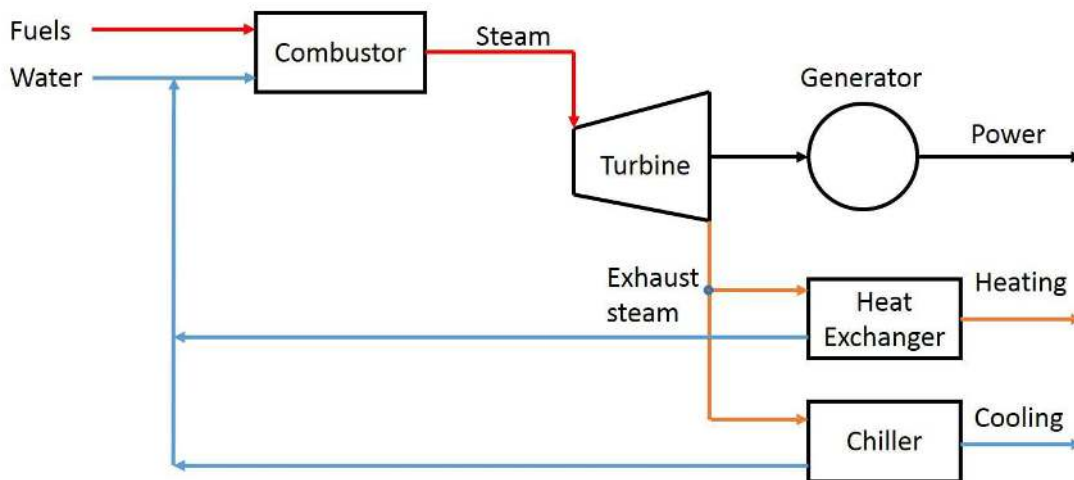 Fuels
Water
Combustor
Steam
Turbine
Generator
Power
Exhaust
steam
Heat
Exchanger
Heating
Chiller
Cooling